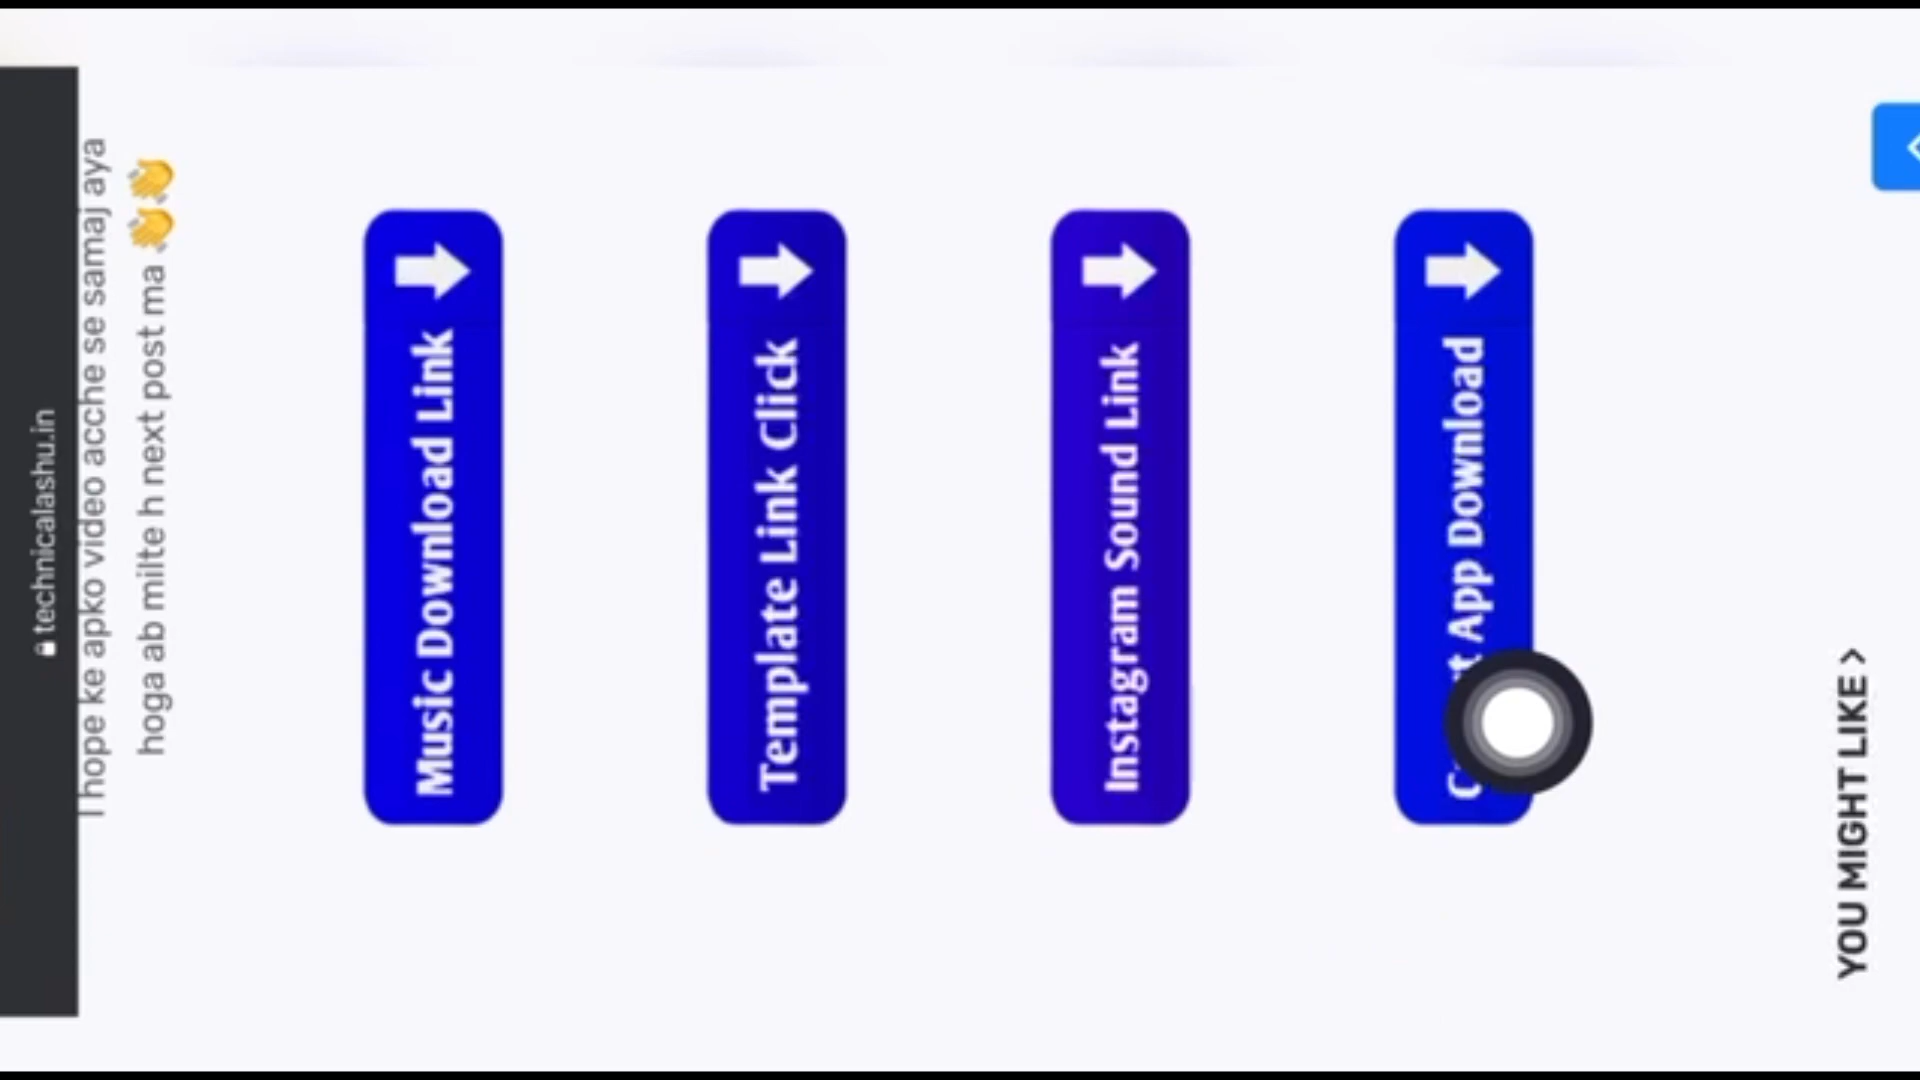 technicalashu.in
I hope ke apko video acche se samaj aya
hoga ab milte h next post ma 👋👋
Music Download Link
Template Link Click
Instagram Sound Link
App Download
YOU MIGHT LIKE >